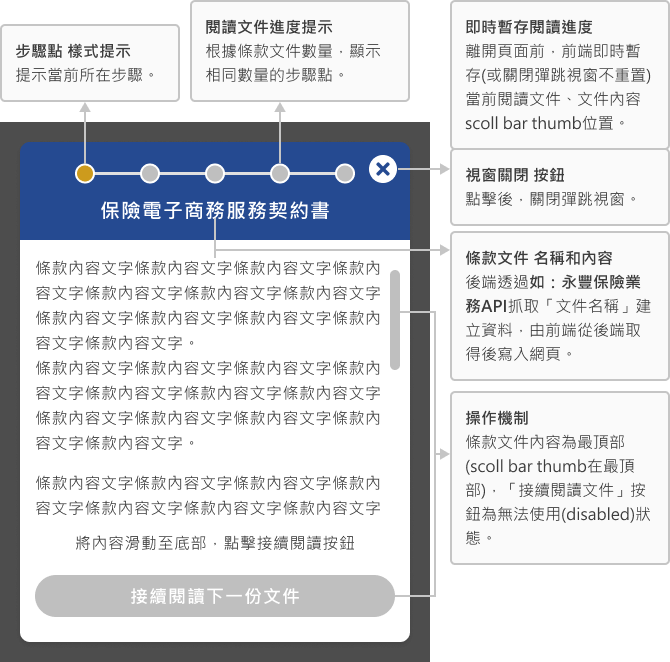 步驟點 樣式提示
提示當前所在步驟。
閱讀文件進度提示
根據條款文件數量，顯示
相同數量的步驟點。
即時暫存閱讀進度
離開頁面前，前端即時暫
存(或關閉彈跳視窗不重置)
當前閱讀文件、文件內容
scoll bar thumb位置。
視窗關閉 按鈕
點擊後，關閉彈跳視窗。
保險電子商務服務契約書
條款文件 名稱和內容
後端透過如：永豐保險業
務API抓取「文件名稱」建
立資料，由前端從後端取
得後寫入網頁。
條款內容文字條款內容文字條款內容文字條款內
容文字條款內容文字條款內容文字條款內容文字
條款內容文字條款內容文字條款內容文字條款內
容文字條款內容文字。
條款內容文字條款內容文字條款內容文字條款內
容文字條款內容文字條款內容文字條款內容文字
條款內容文字條款內容文字條款內容文字條款內
容文字條款內容文字。
條款內容文字條款內容文字條款內容文字條款內
容文字條款內容文字條款內容文字條款內容文字
將內容滑動至底部，點擊接續閱讀按鈕
接續閱讀下一份文件
操作機制
條款文件內容為最頂部
(scoll bar thumb在最頂
部)，「接續閱讀文件」按
鈕為無法使用(disabled)狀
態。